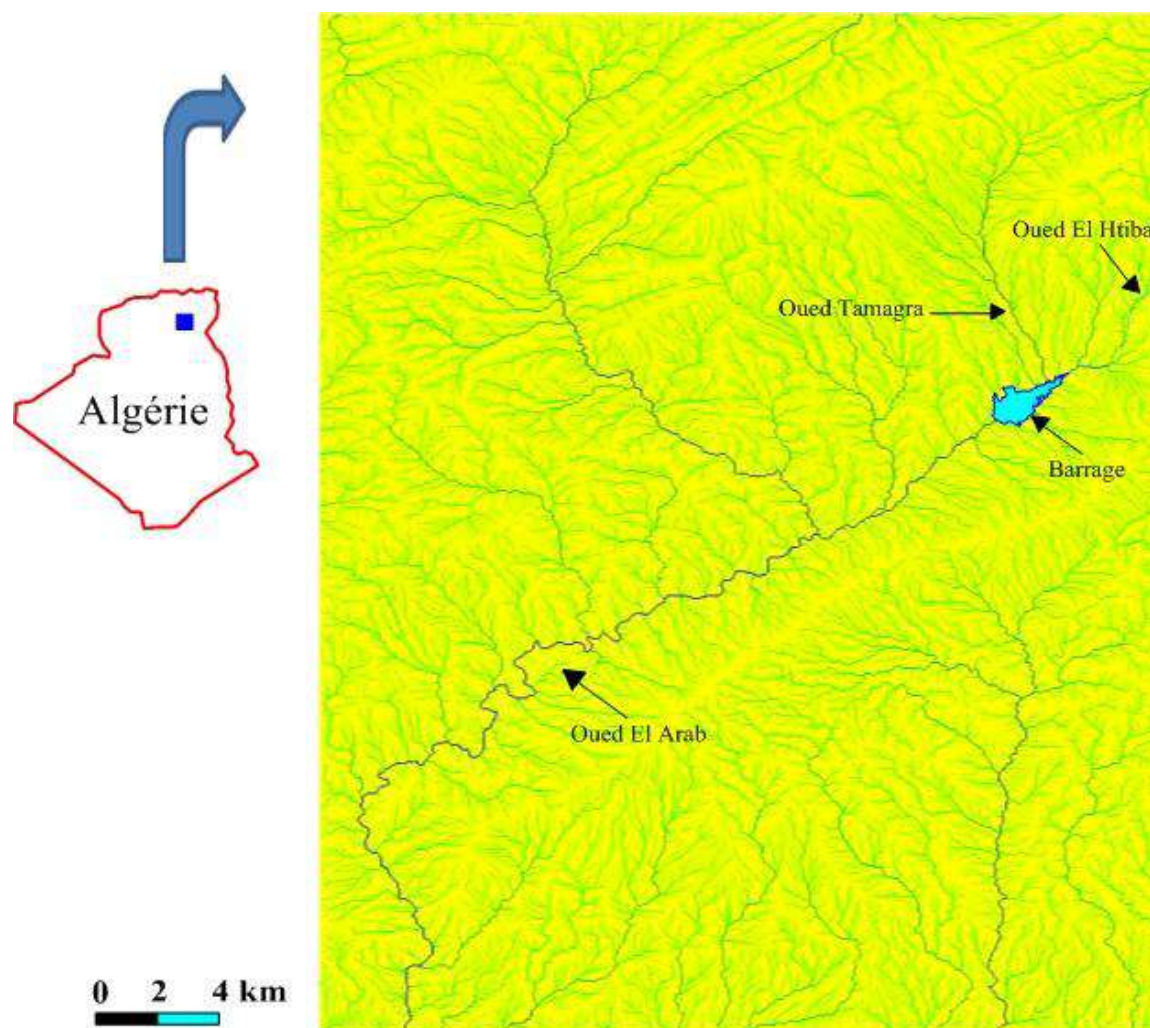 Oued El Htiba
Oued Tamagra
Algérie
Barrage
Oued El Arab
0 2 4 km